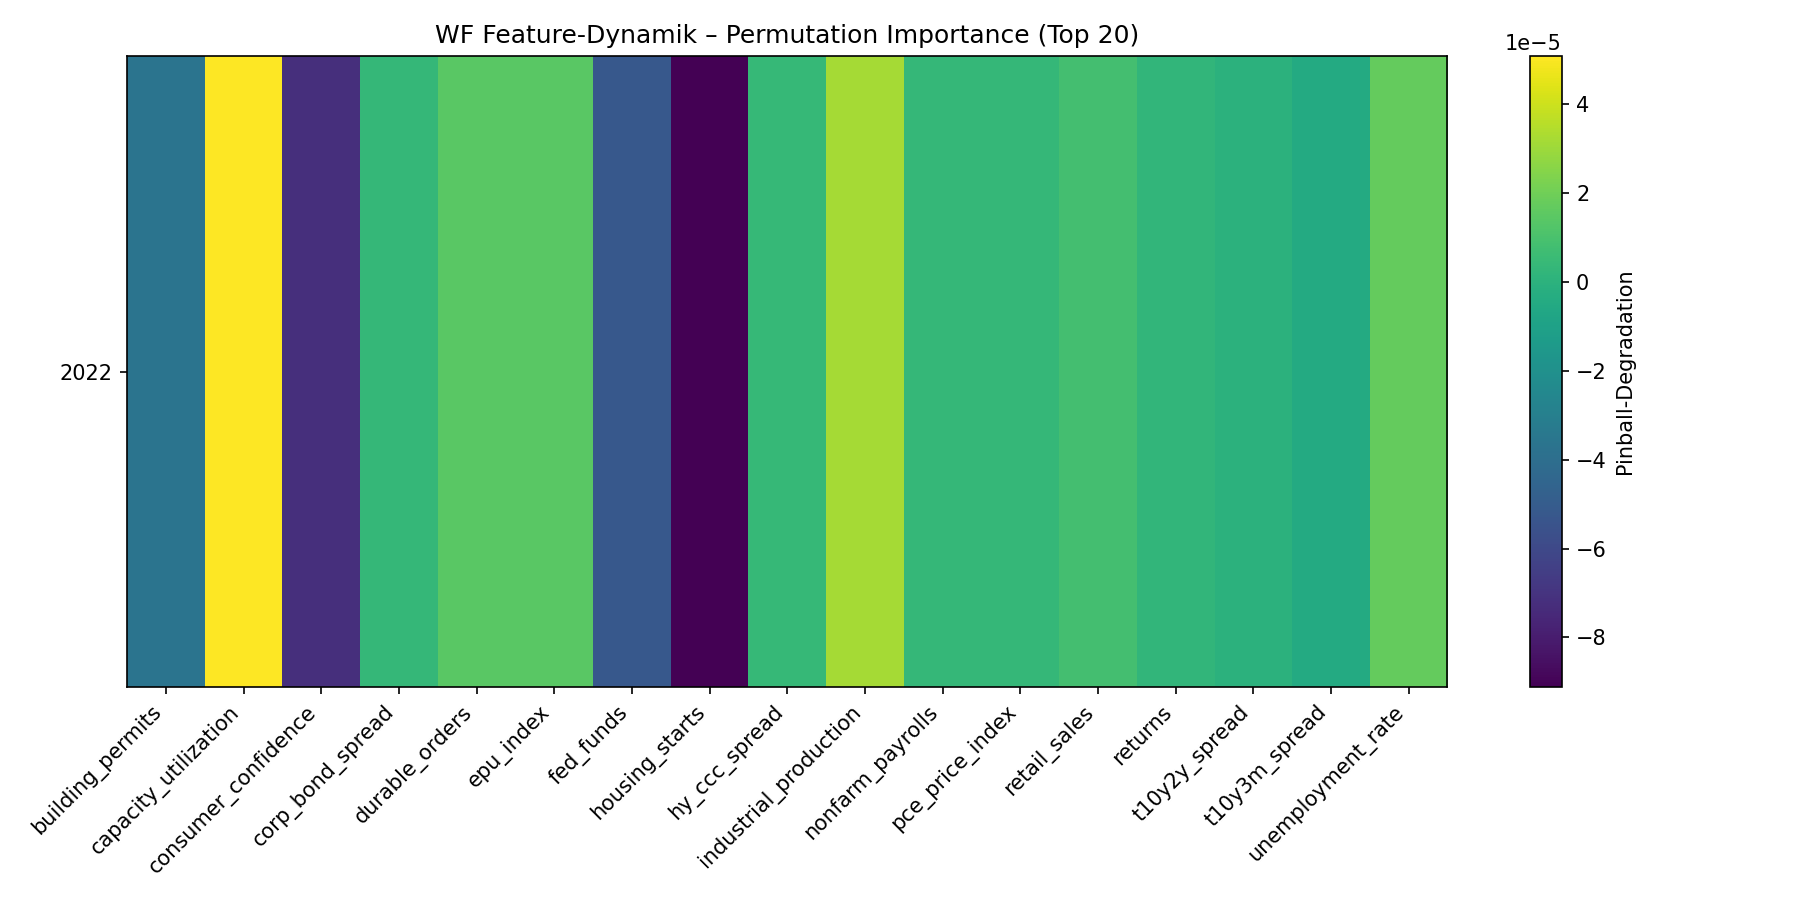 WF Feature-Dynamik – Permutation Importance (Top 20)
1e−5
4
2
0
−2
−4
−6
−8
Pinball-Degradation
2022
building_permits
capacity_utilization
consumer_confidence
corp_bond_spread
durable_orders
epu_index
fed_funds
housing_starts
hy_ccc_spread
industrial_production
nonfarm_payrolls
pce_price_index
retail_sales
returns
t10y2y_spread
t10y3m_spread
unemployment_rate